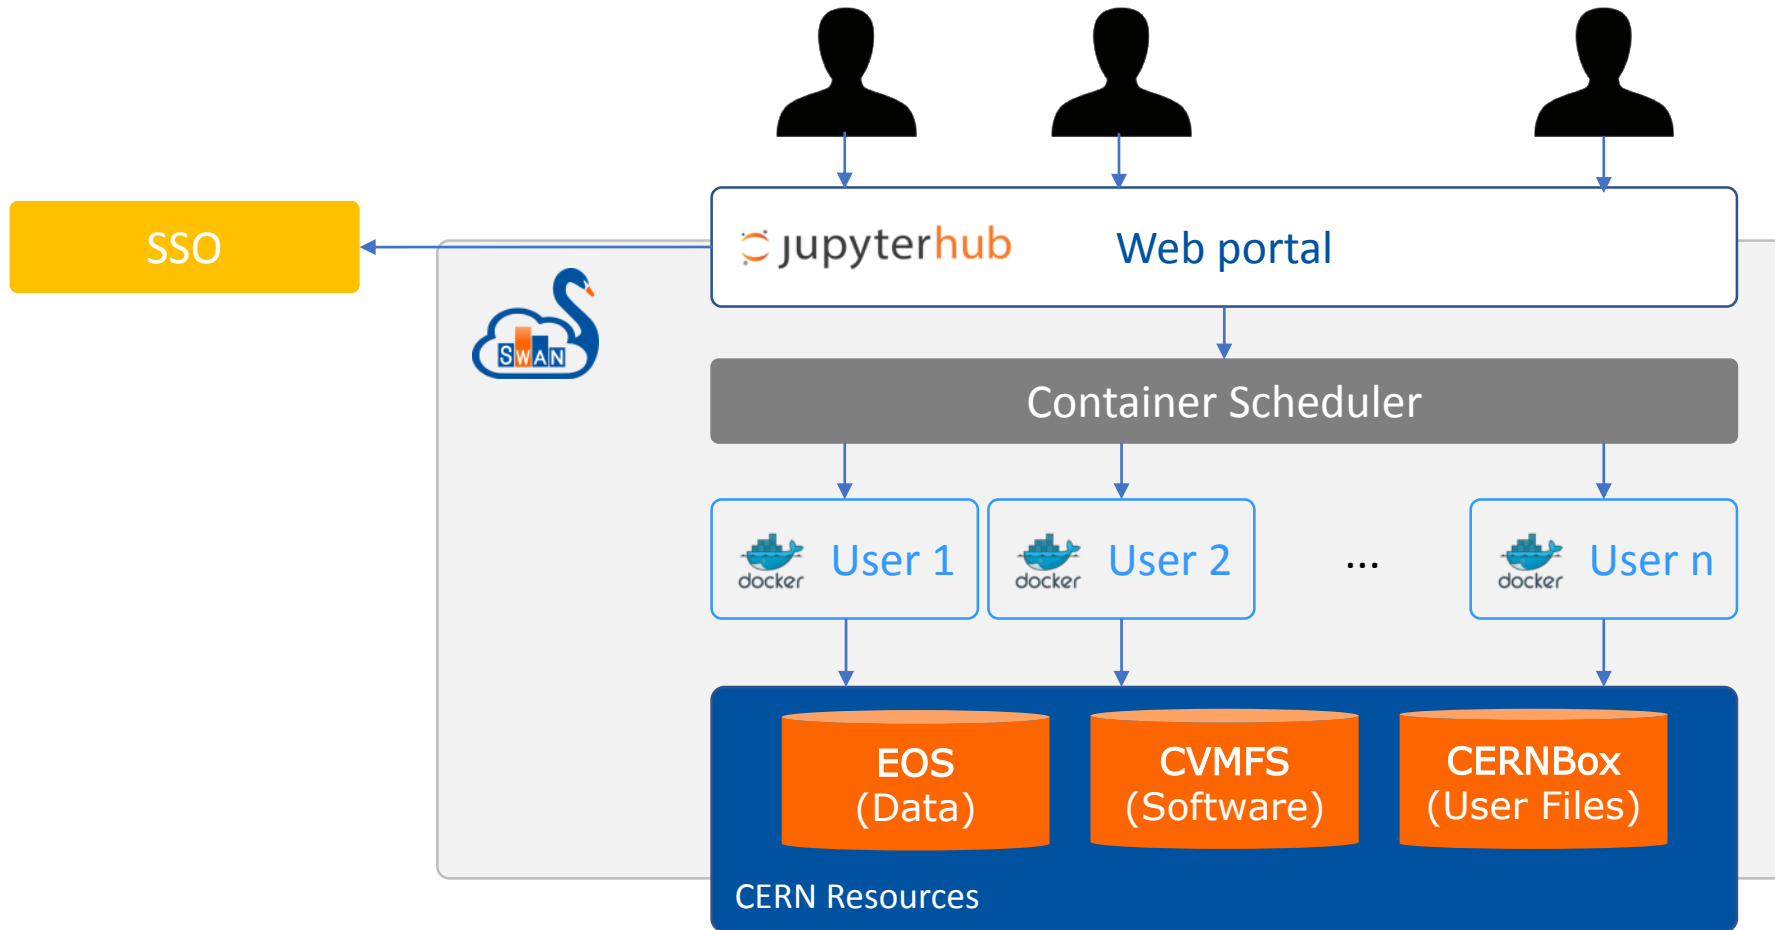 SSO
jupyterhub Web portal
SWAN
Container Scheduler
docker User 1
docker User 2
...
docker User n
EOS
(Data)
CVMFS
(Software)
CERNBox
(User Files)
CERN Resources